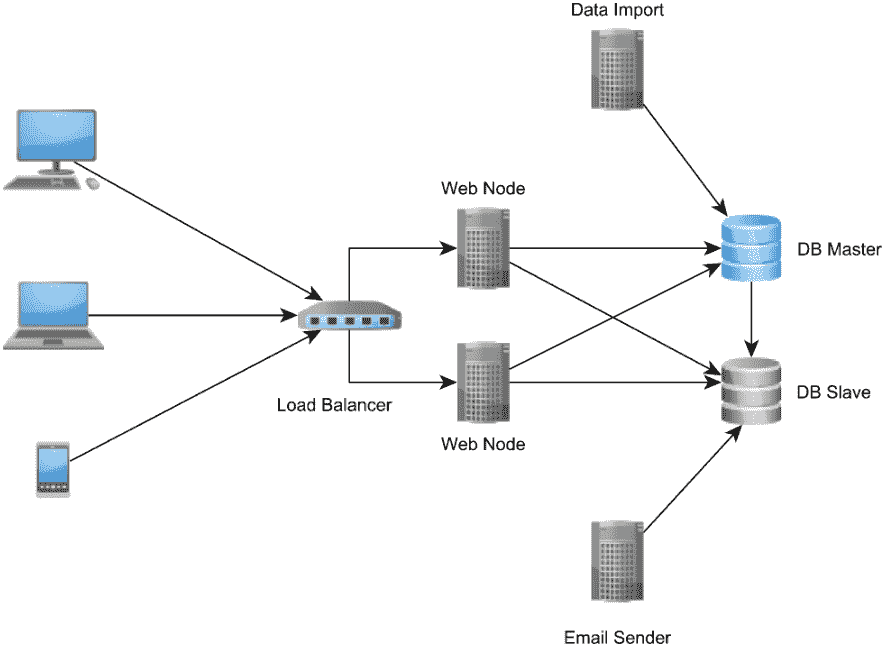 Data Import
Web Node
DB Master
Load Balancer
DB Slave
Web Node
Email Sender